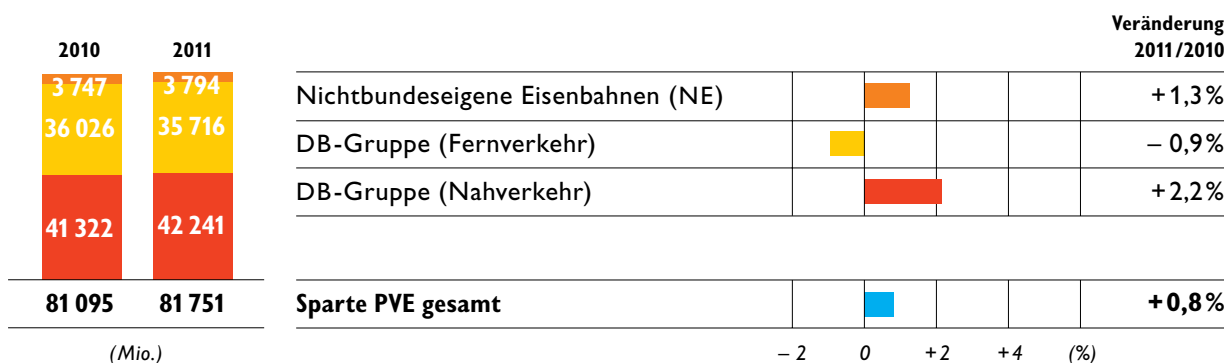 Veränderung
2010 2011 2011/2010
3 747 3 794 Nichtbundeseigene Eisenbahnen (NE) +1,3%
36 026 35 716 DB-Gruppe (Fernverkehr) – 0,9%
DB-Gruppe (Nahverkehr) +2,2%
41 322 42 241
81 095 81 751 Sparte PVE gesamt +0,8%
(Mio.) – 2 0 +2 +4 (%)